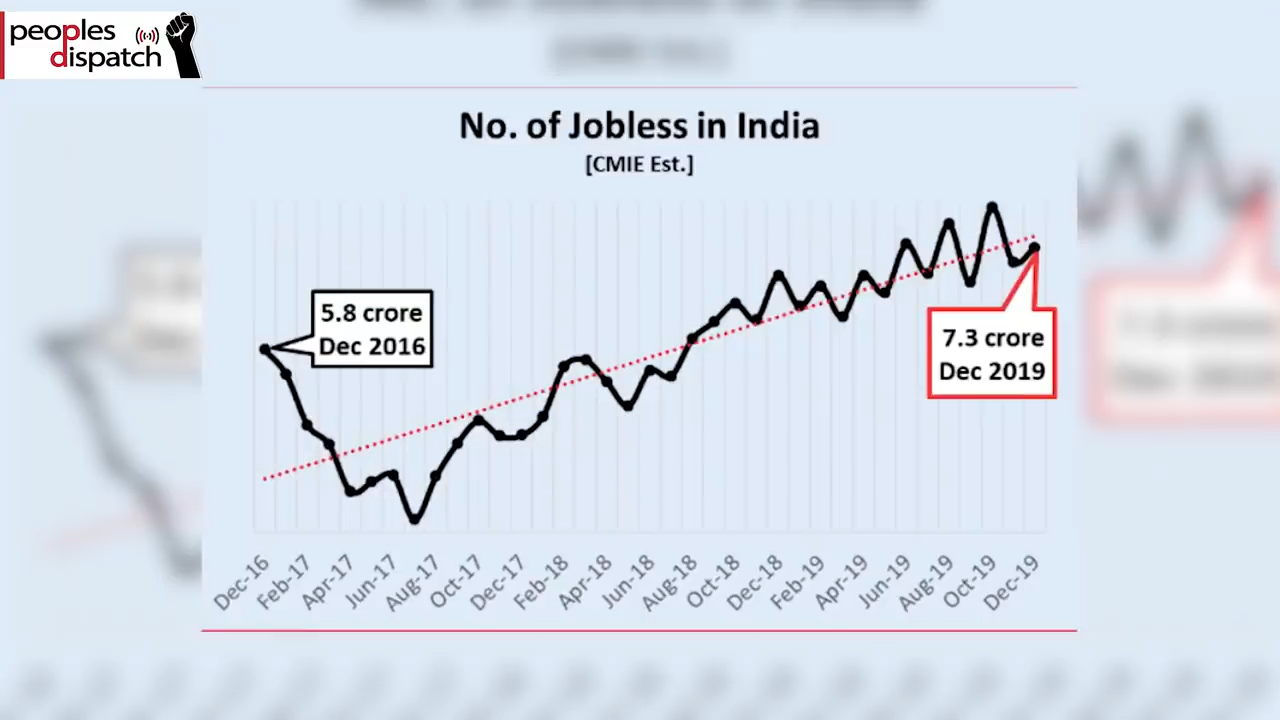 peoples
dispatch
No. of Jobless in India
[CMIE Est.]
5.8 crore
Dec 2016
7.3 crore
Dec 2019
Dec-16
Feb-17
Apr-17
Jun-17
Aug-17
Oct-17
Dec-17
Feb-18
Apr-18
Jun-18
Aug-18
Oct-18
Dec-18
Feb-19
Apr-19
Jun-19
Aug-19
Oct-19
Dec-19